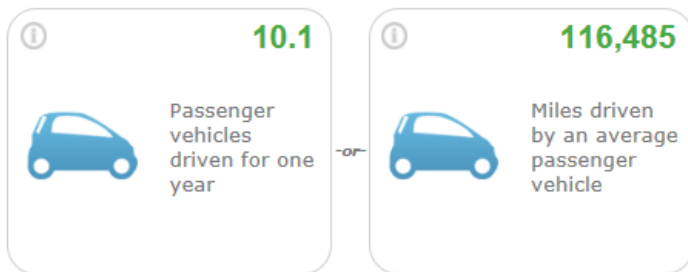 10.1
Passenger
vehicles
driven for one
year
-or-
116,485
Miles driven
by an average
passenger
vehicle